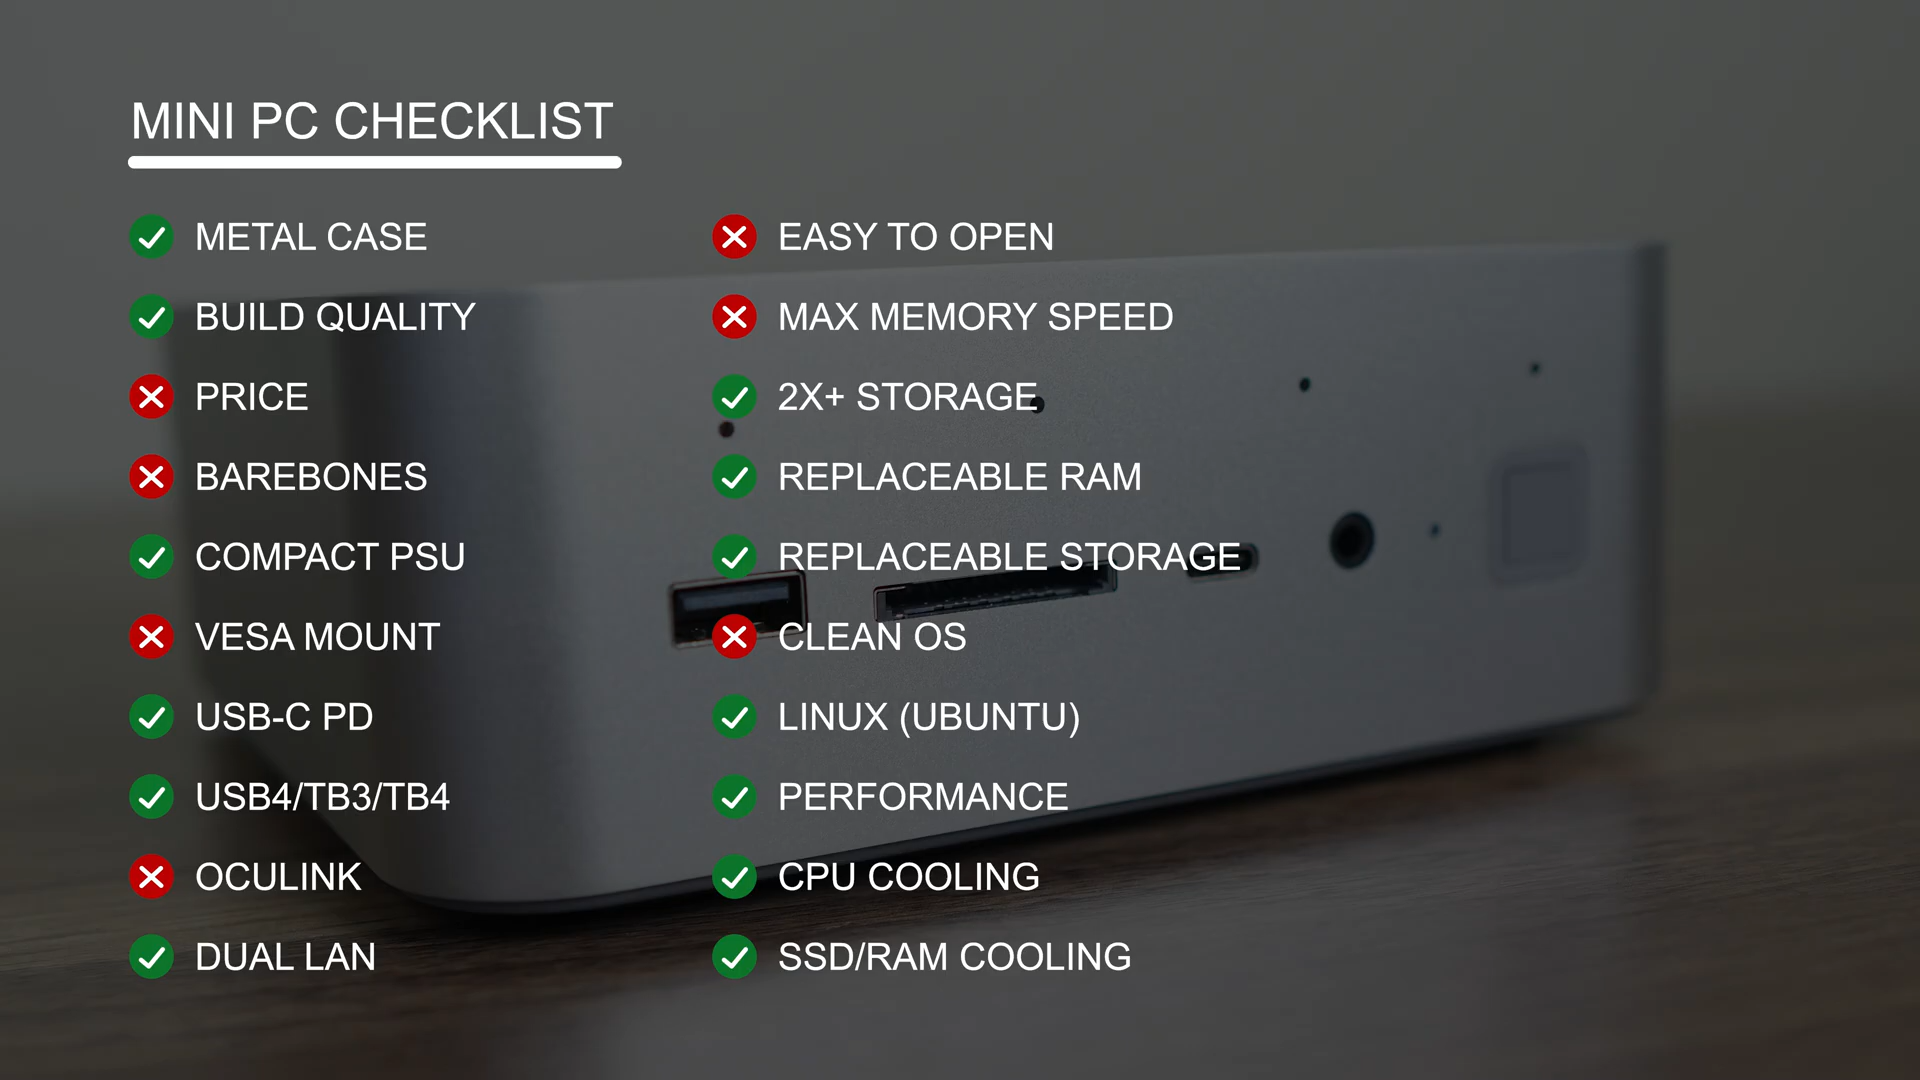 MINI PC CHECKLIST
METAL CASE
BUILD QUALITY
PRICE
BAREBONES
COMPACT PSU
VESA MOUNT
USB-C PD
USB4/TB3/TB4
OCULINK
DUAL LAN
EASY TO OPEN
MAX MEMORY SPEED
2X+ STORAGE
REPLACEABLE RAM
REPLACEABLE STORAGE
CLEAN OS
LINUX (UBUNTU)
PERFORMANCE
CPU COOLING
SSD/RAM COOLING